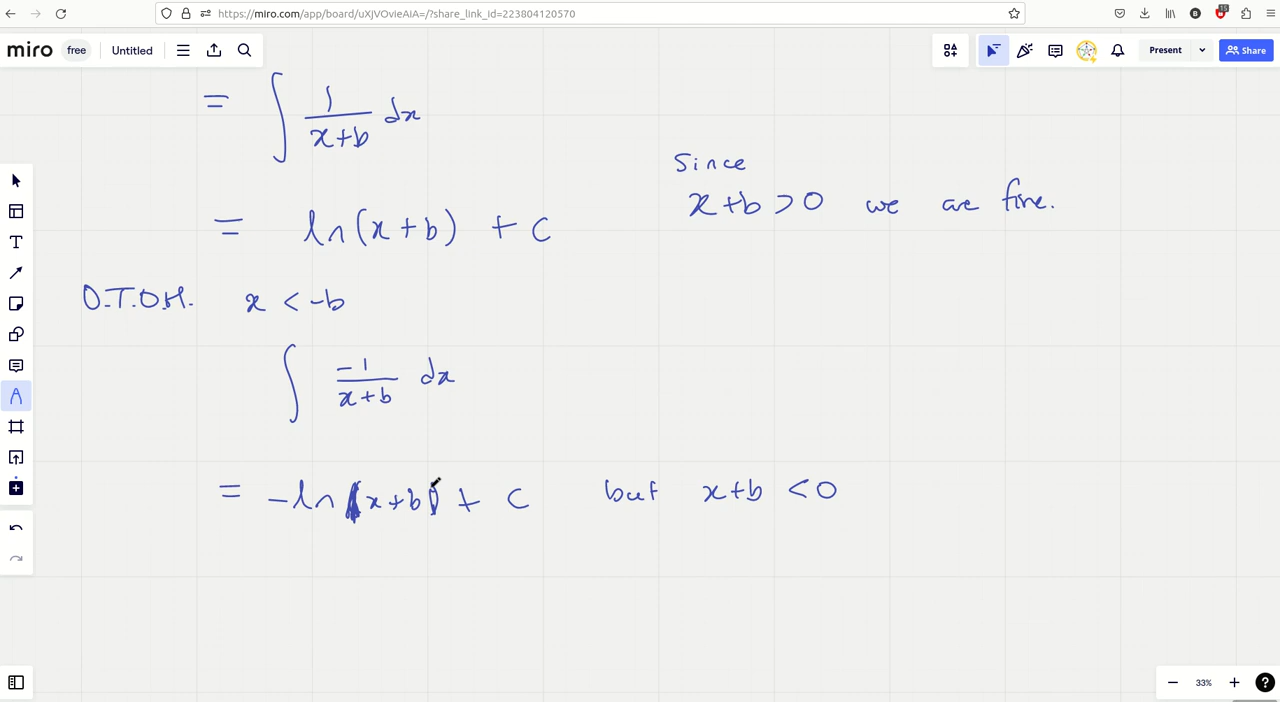 https://miro.com/app/board/uXJVOvieAIA=/?share_link_id=223804120570
15
miro free Untitled Present Share
= ∫ 1/(x+b) dx
Since
x+b > 0 we are fine.
= ln(x+b) + C
O.T.O.H. x < -b
∫ -1/(x+b) dx
= -ln|x+b| + C but x+b < 0
33%